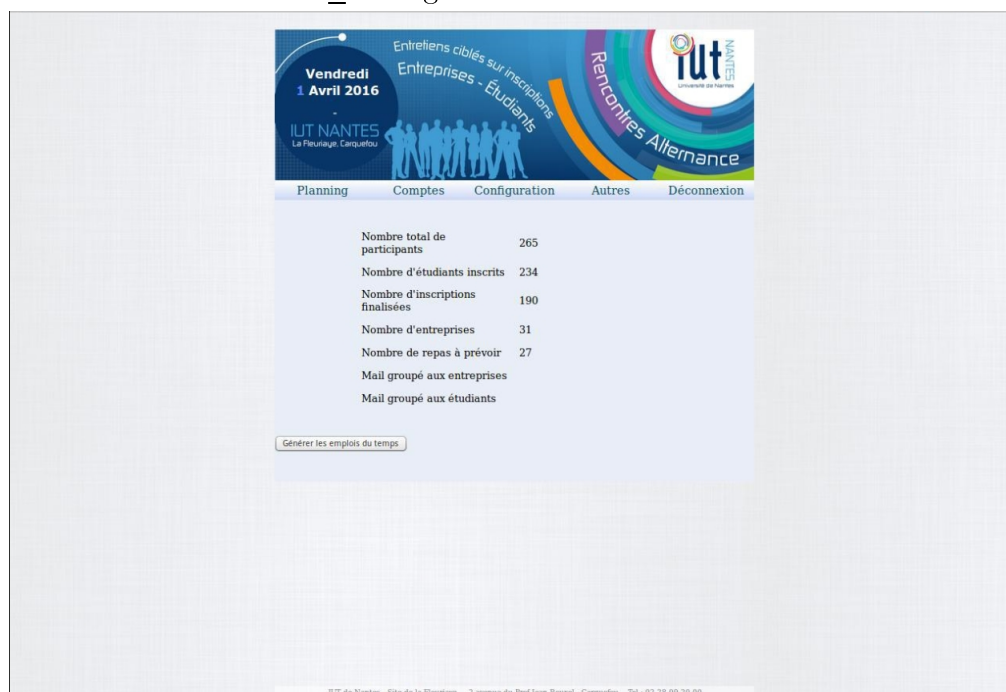 Entretiens ciblés sur inscriptions
Entreprises - Étudiants
Vendredi
1 Avril 2016
-
IUT NANTES
La Fleuriaye, Carquefou
Rencontres Alternance
iut
NANTES
Université de Nantes
Planning Comptes Configuration Autres Déconnexion
Nombre total de
participants 265
Nombre d'étudiants inscrits 234
Nombre d'inscriptions
finalisées 190
Nombre d'entreprises 31
Nombre de repas à prévoir 27
Mail groupé aux entreprises
Mail groupé aux étudiants
Générer les emplois du temps